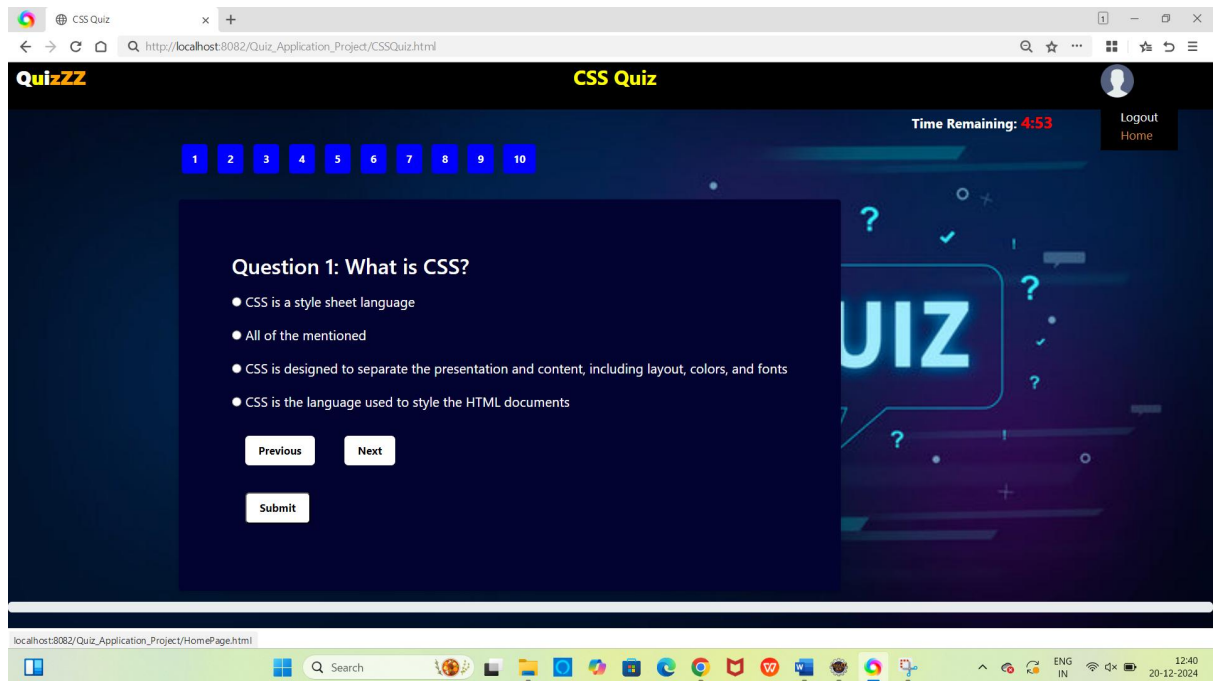 CSS Quiz
1
http://localhost:8082/Quiz_Application_Project/CSSQuiz.html
QuizZZ
CSS Quiz
Time Remaining: 4:53
Logout
Home
1 2 3 4 5 6 7 8 9 10
Question 1: What is CSS?
CSS is a style sheet language
All of the mentioned
CSS is designed to separate the presentation and content, including layout, colors, and fonts
CSS is the language used to style the HTML documents
Previous Next
Submit
UIZ
localhost:8082/Quiz_Application_Project/HomePage.html
Search
ENG
IN
12:40
20-12-2024